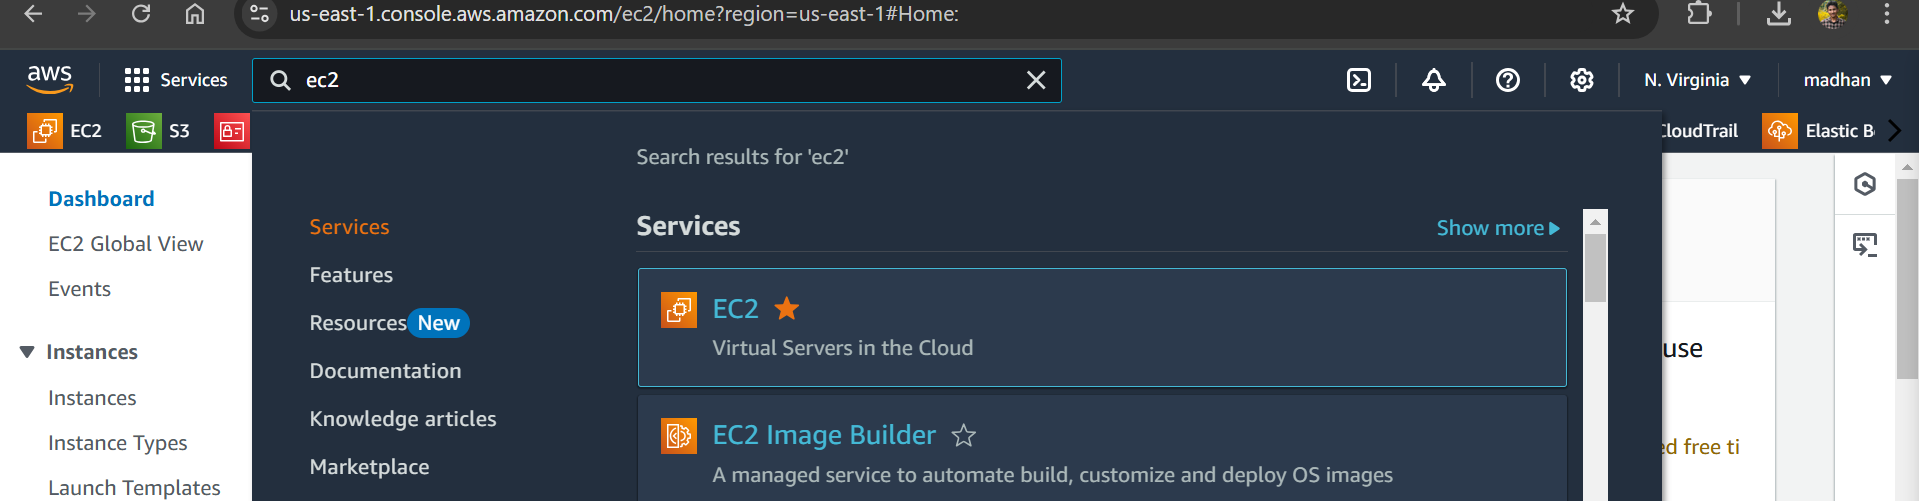 us-east-1.console.aws.amazon.com/ec2/home?region=us-east-1#Home:
aws
Services
ec2
N. Virginia
madhan
EC2
S3
CloudTrail
Elastic B
Search results for 'ec2'
Dashboard
EC2 Global View
Events
Instances
Instances
Instance Types
Launch Templates
Services
Features
Resources New
Documentation
Knowledge articles
Marketplace
Services
Show more
EC2
Virtual Servers in the Cloud
EC2 Image Builder
A managed service to automate build, customize and deploy OS images
use
ed free ti